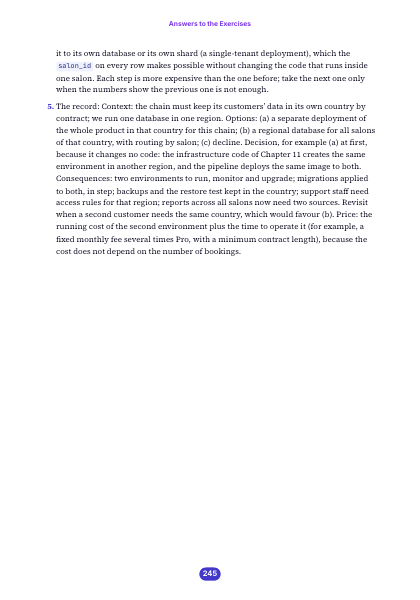 Answers to the Exercises
it to its own database or its own shard (a single-tenant deployment), which the
salon_id on every row makes possible without changing the code that runs inside
one salon. Each step is more expensive than the one before; take the next one only
when the numbers show the previous one is not enough.
5. The record: Context: the chain must keep its customers' data in its own country by
contract; we run one database in one region. Options: (a) a separate deployment of
the whole product in that country for this chain; (b) a regional database for all salons
of that country, with routing by salon; (c) decline. Decision, for example (a) at first,
because it changes no code: the infrastructure code of Chapter 11 creates the same
environment in another region, and the pipeline deploys the same image to both.
Consequences: two environments to run, monitor and upgrade; migrations applied
to both, in step; backups and the restore test kept in the country; support staff need
access rules for that region; reports across all salons now need two sources. Revisit
when a second customer needs the same country, which would favour (b). Price: the
running cost of the second environment plus the time to operate it (for example, a
fixed monthly fee several times Pro, with a minimum contract length), because the
cost does not depend on the number of bookings.
245